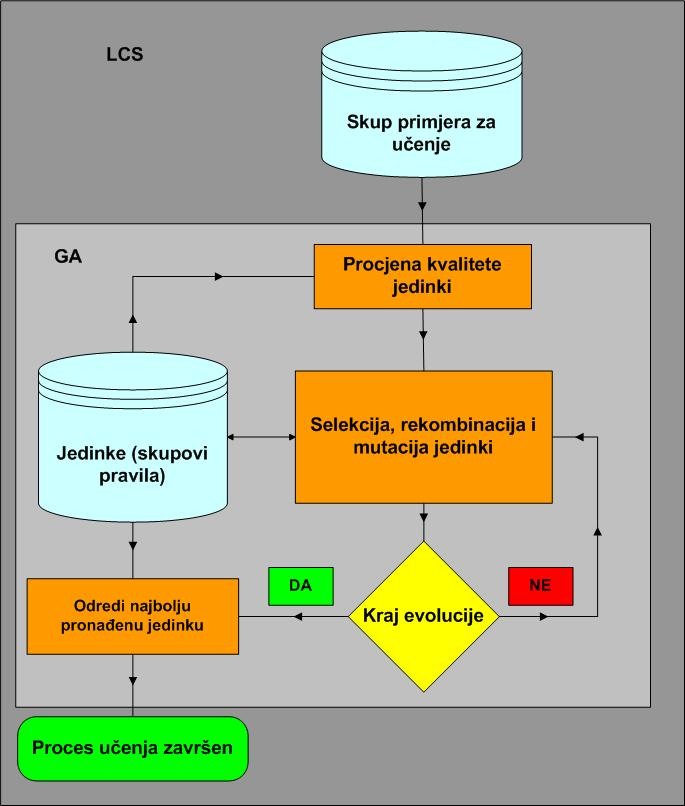 LCS
Skup primjera za
učenje
GA
Procjena kvalitete
jedinki
Selekcija, rekombinacija i
mutacija jedinki
Jedinke (skupovi
pravila)
DA
NE
Kraj evolucije
Odredi najbolju
pronađenu jedinku
Proces učenja završen